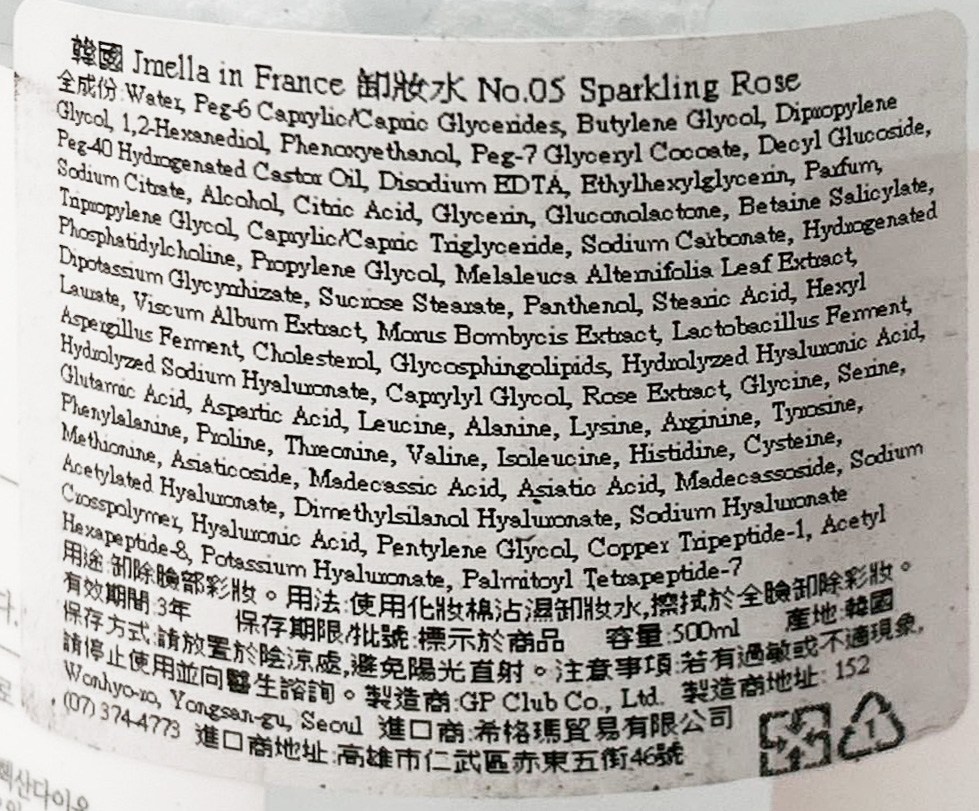 韓國 Jmella in France 卸妝水 No.05 Sparkling Rose
全成份:Water, Peg-6 Caprylic/Capric Glycerides, Butylene Glycol, Dipropylene
Glycol, 1,2-Hexanediol, Phenoxyethanol, Peg-7 Glyceryl Cocoate, Decyl Glucoside,
Peg-40 Hydrogenated Castor Oil, Disodium EDTA, Ethylhexylglycerin, Parfum,
Sodium Citrate, Alcohol, Citric Acid, Glycerin, Gluconolactone, Betaine Salicylate,
Tripropylene Glycol, Caprylic/Capric Triglyceride, Sodium Carbonate, Hydrogenated
Phosphatidylcholine, Propylene Glycol, Melaleuca Alternifolia Leaf Extract,
Dipotassium Glycyrrhizate, Sucrose Stearate, Panthenol, Stearic Acid, Hexyl
Laurate, Viscum Album Extract, Morus Bombycis Extract, Lactobacillus Ferment,
Aspergillus Ferment, Cholesterol, Glycosphingolipids, Hydrolyzed Hyaluronic Acid,
Hydrolyzed Sodium Hyaluronate, Caprylyl Glycol, Rose Extract, Glycine, Serine,
Glutamic Acid, Aspartic Acid, Leucine, Alanine, Lysine, Arginine, Tyrosine,
Phenylalanine, Proline, Threonine, Valine, Isoleucine, Histidine, Cysteine,
Methionine, Asiaticoside, Madecassic Acid, Asiatic Acid, Madecassoside, Sodium
Acetylated Hyaluronate, Dimethylsilanol Hyaluronate, Sodium Hyaluronate
Crosspolymer, Hyaluronic Acid, Pentylene Glycol, Copper Tripeptide-1, Acetyl
Hexapeptide-8, Potassium Hyaluronate, Palmitoyl Tetrapeptide-7
用途:卸除臉部彩妝。用法:使用化妝棉沾濕卸妝水,擦拭於全臉卸除彩妝。
有效期間:3年 保存期限/批號:標示於商品 容量:500ml 產地:韓國
保存方式:請放置於陰涼處,避免陽光直射。注意事項:若有過敏或不適現象,
請停止使用並向醫生諮詢。製造商:GP Club Co., Ltd. 製造商地址: 152
Wonhyo-ro, Yongsan-gu, Seoul 進口商:希格瑪貿易有限公司
(07) 374-4773 進口商地址:高雄市仁武區赤東五街46號
1
다.
로
헥산다이올